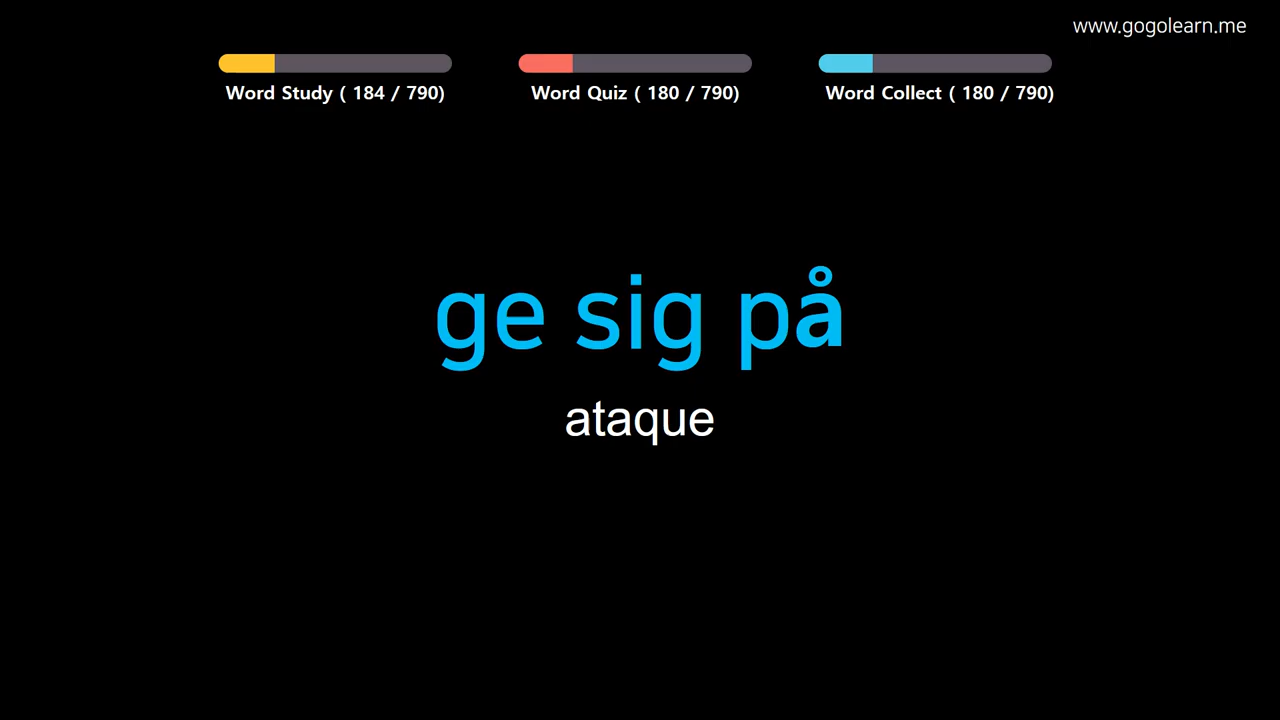 www.gogolearn.me
Word Study ( 184 / 790)
Word Quiz ( 180 / 790)
Word Collect ( 180 / 790)
ge sig på
ataque